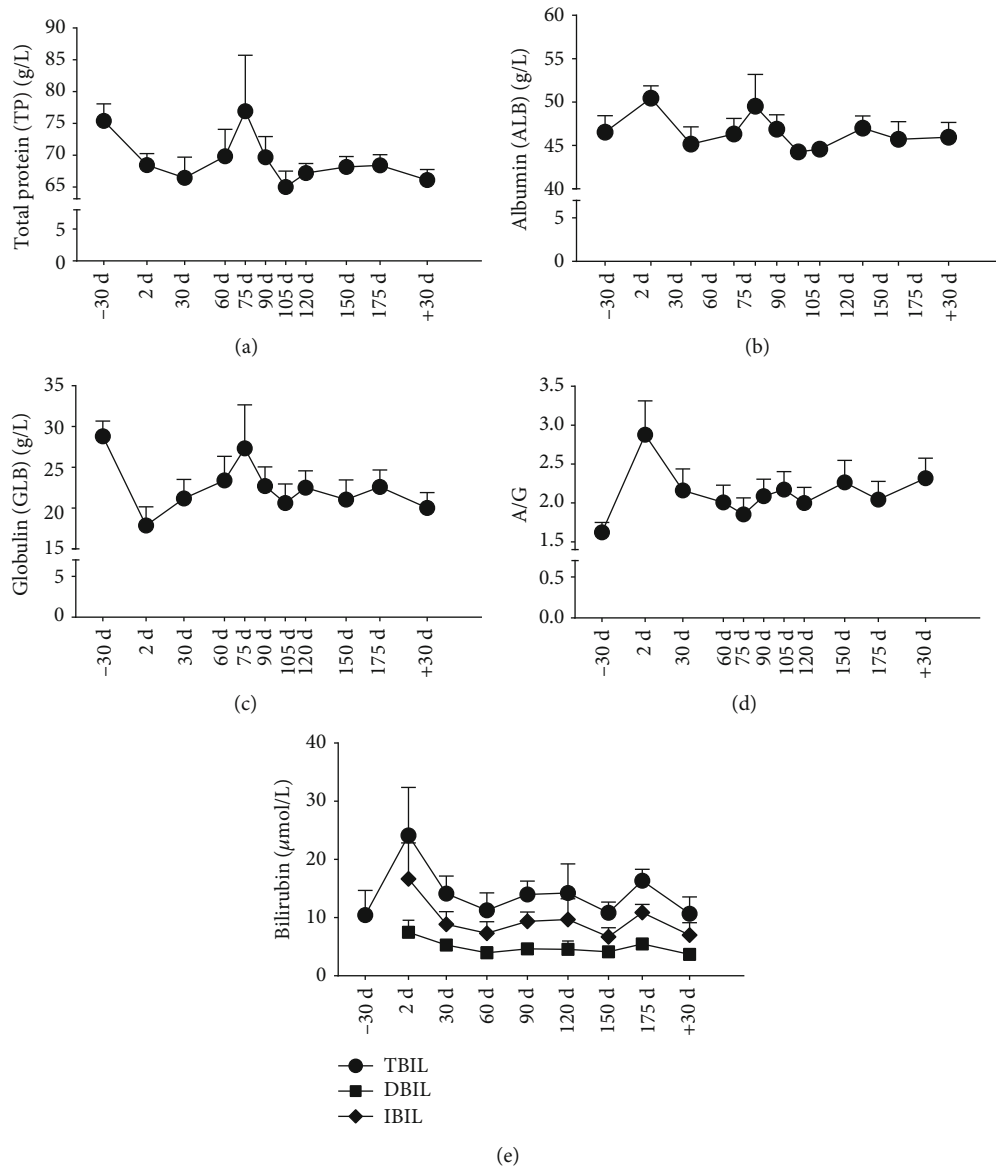 Total protein (TP) (g/L)
90
85
80
75
70
65
5
0
−30 d
2 d
30 d
60 d
75 d
90 d
105 d
120 d
150 d
175 d
+30 d
(a)
Albumin (ALB) (g/L)
60
55
50
45
40
5
0
−30 d
2 d
30 d
60 d
75 d
90 d
105 d
120 d
150 d
175 d
+30 d
(b)
Globulin (GLB) (g/L)
35
30
25
20
15
5
0
−30 d
2 d
30 d
60 d
75 d
90 d
105 d
120 d
150 d
175 d
+30 d
(c)
A/G
3.5
3.0
2.5
2.0
1.5
0.5
0.0
−30 d
2 d
30 d
60 d
75 d
90 d
105 d
120 d
150 d
175 d
+30 d
(d)
Bilirubin (μmol/L)
40
30
20
10
0
−30 d
2 d
30 d
60 d
90 d
120 d
150 d
175 d
+30 d
TBIL
DBIL
IBIL
(e)